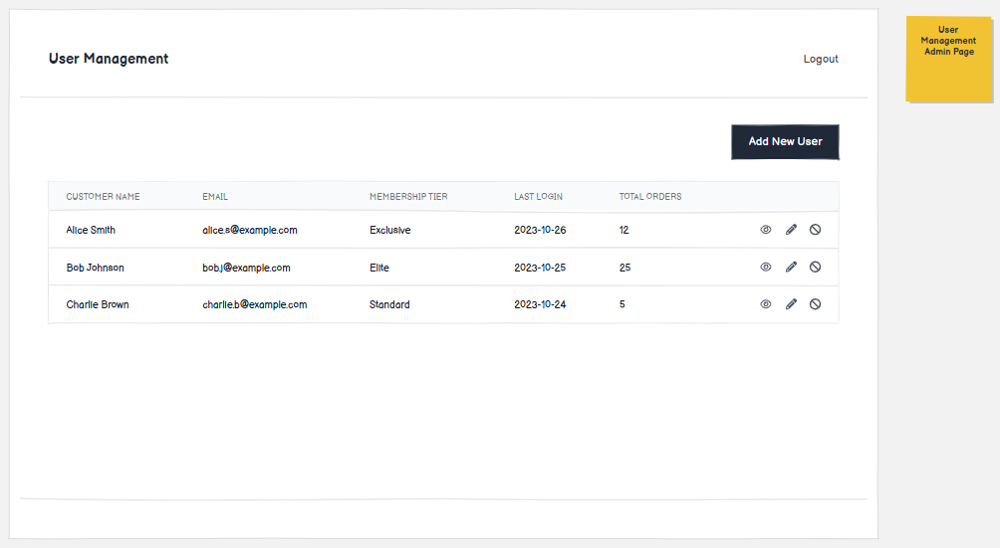 User Management
Logout
User
Management
Admin Page
Add New User
CUSTOMER NAME EMAIL MEMBERSHIP TIER LAST LOGIN TOTAL ORDERS
Alice Smith alice.s@example.com Exclusive 2023-10-26 12
Bob Johnson bob.j@example.com Elite 2023-10-25 25
Charlie Brown charlie.b@example.com Standard 2023-10-24 5